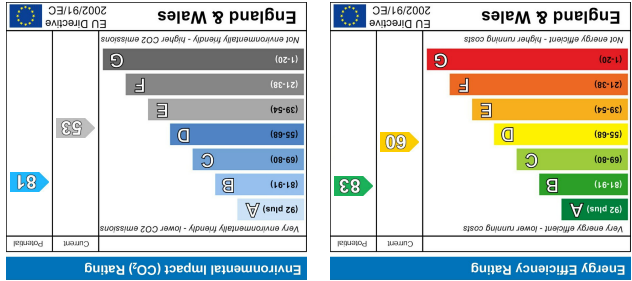 Energy Efficiency Rating
Current
Potential
Very energy efficient - lower running costs
(92 plus) A
(81-91) B
(69-80) C
(55-68) D
(39-54) E
(21-38) F
(1-20) G
Not energy efficient - higher running costs
60
83
England & Wales
EU Directive
2002/91/EC
Environmental Impact (CO₂) Rating
Current
Potential
Very environmentally friendly - lower CO2 emissions
(92 plus) A
(81-91) B
(69-80) C
(55-68) D
(39-54) E
(21-38) F
(1-20) G
Not environmentally friendly - higher CO2 emissions
53
81
England & Wales
EU Directive
2002/91/EC